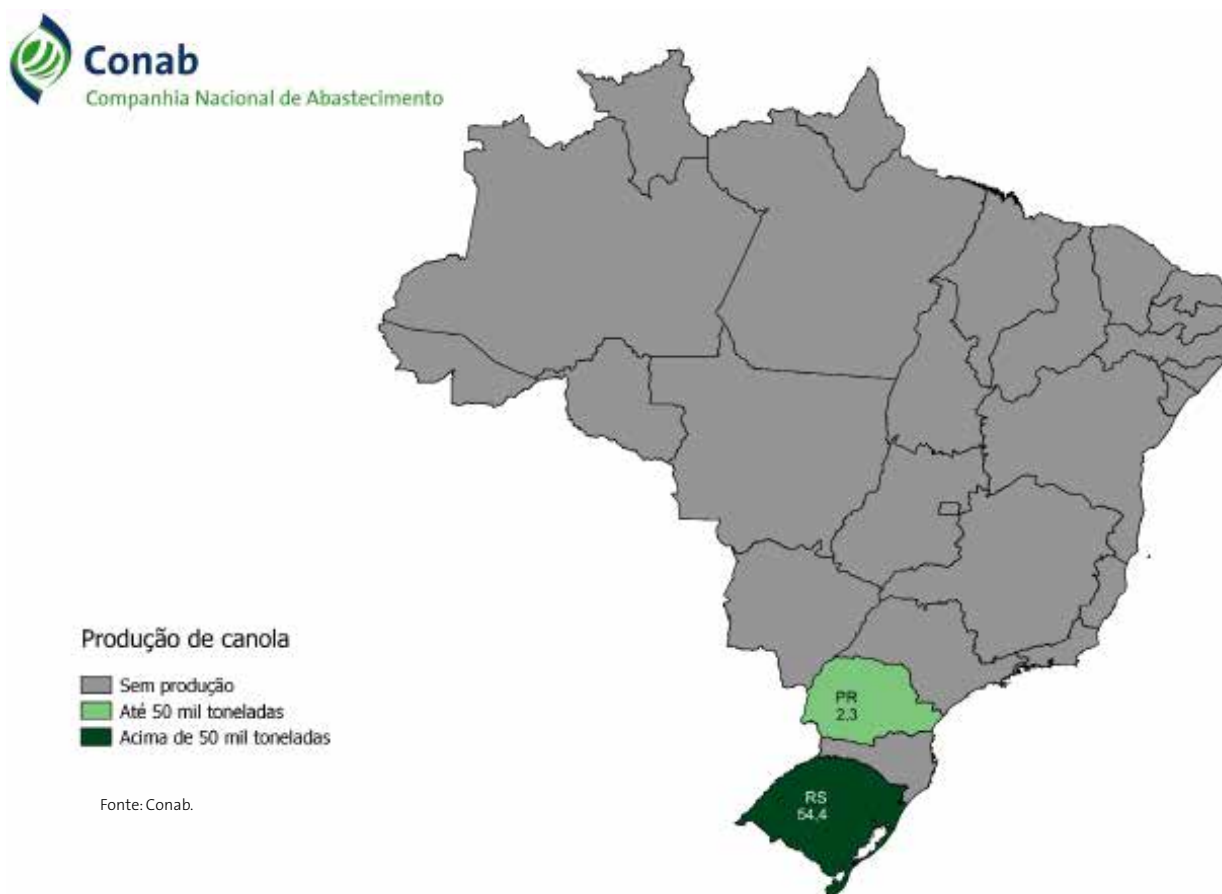 Conab
Companhia Nacional de Abastecimento
PR
2,3
RS
54,4
Produção de canola
Sem produção
Até 50 mil toneladas
Acima de 50 mil toneladas
Fonte: Conab.